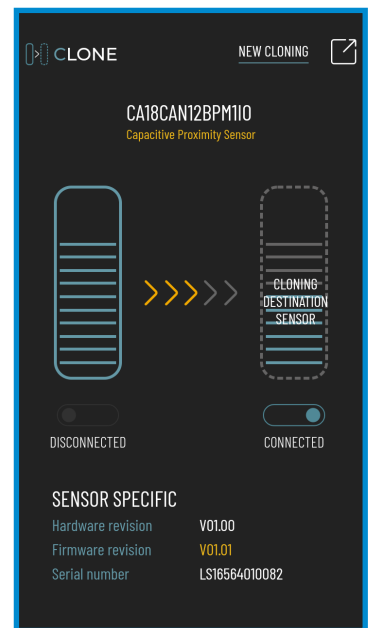 CLONE
NEW CLONING
CA18CAN12BPM1IO
Capacitive Proximity Sensor
CLONING
DESTINATION
SENSOR
DISCONNECTED
CONNECTED
SENSOR SPECIFIC
Hardware revision V01.00
Firmware revision V01.01
Serial number LS16564010082